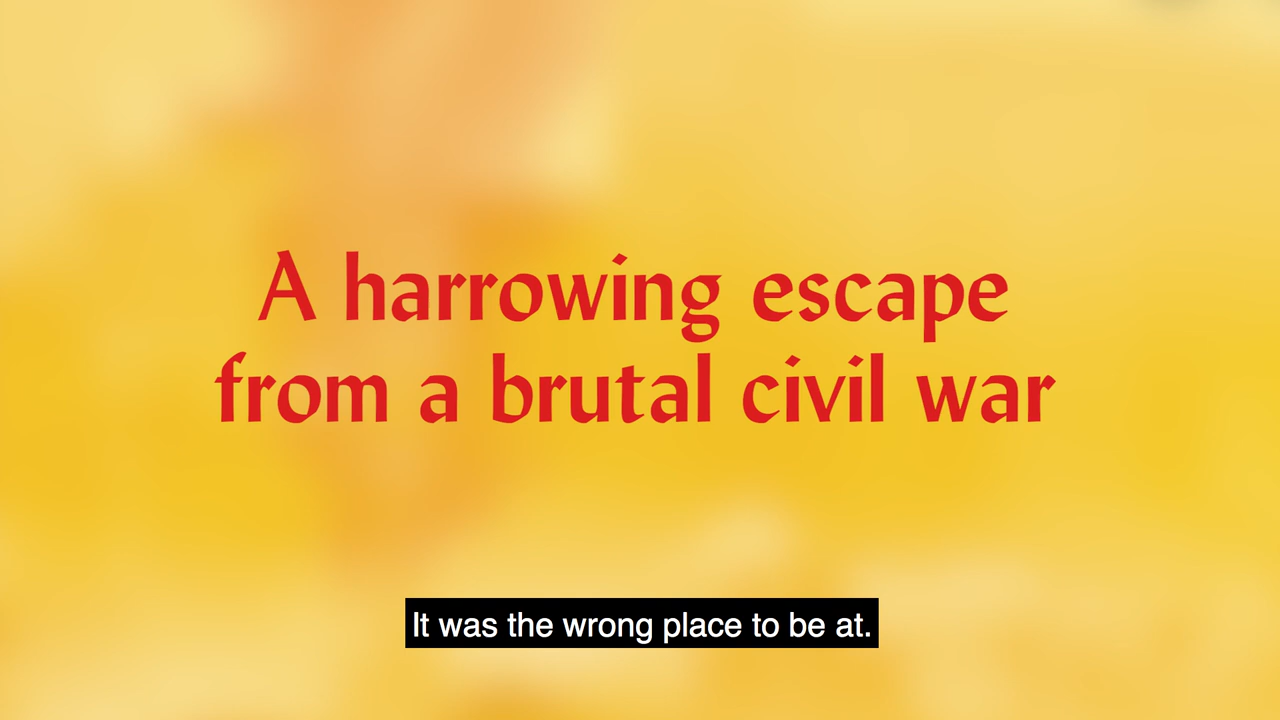 A harrowing escape
from a brutal civil war
It was the wrong place to be at.